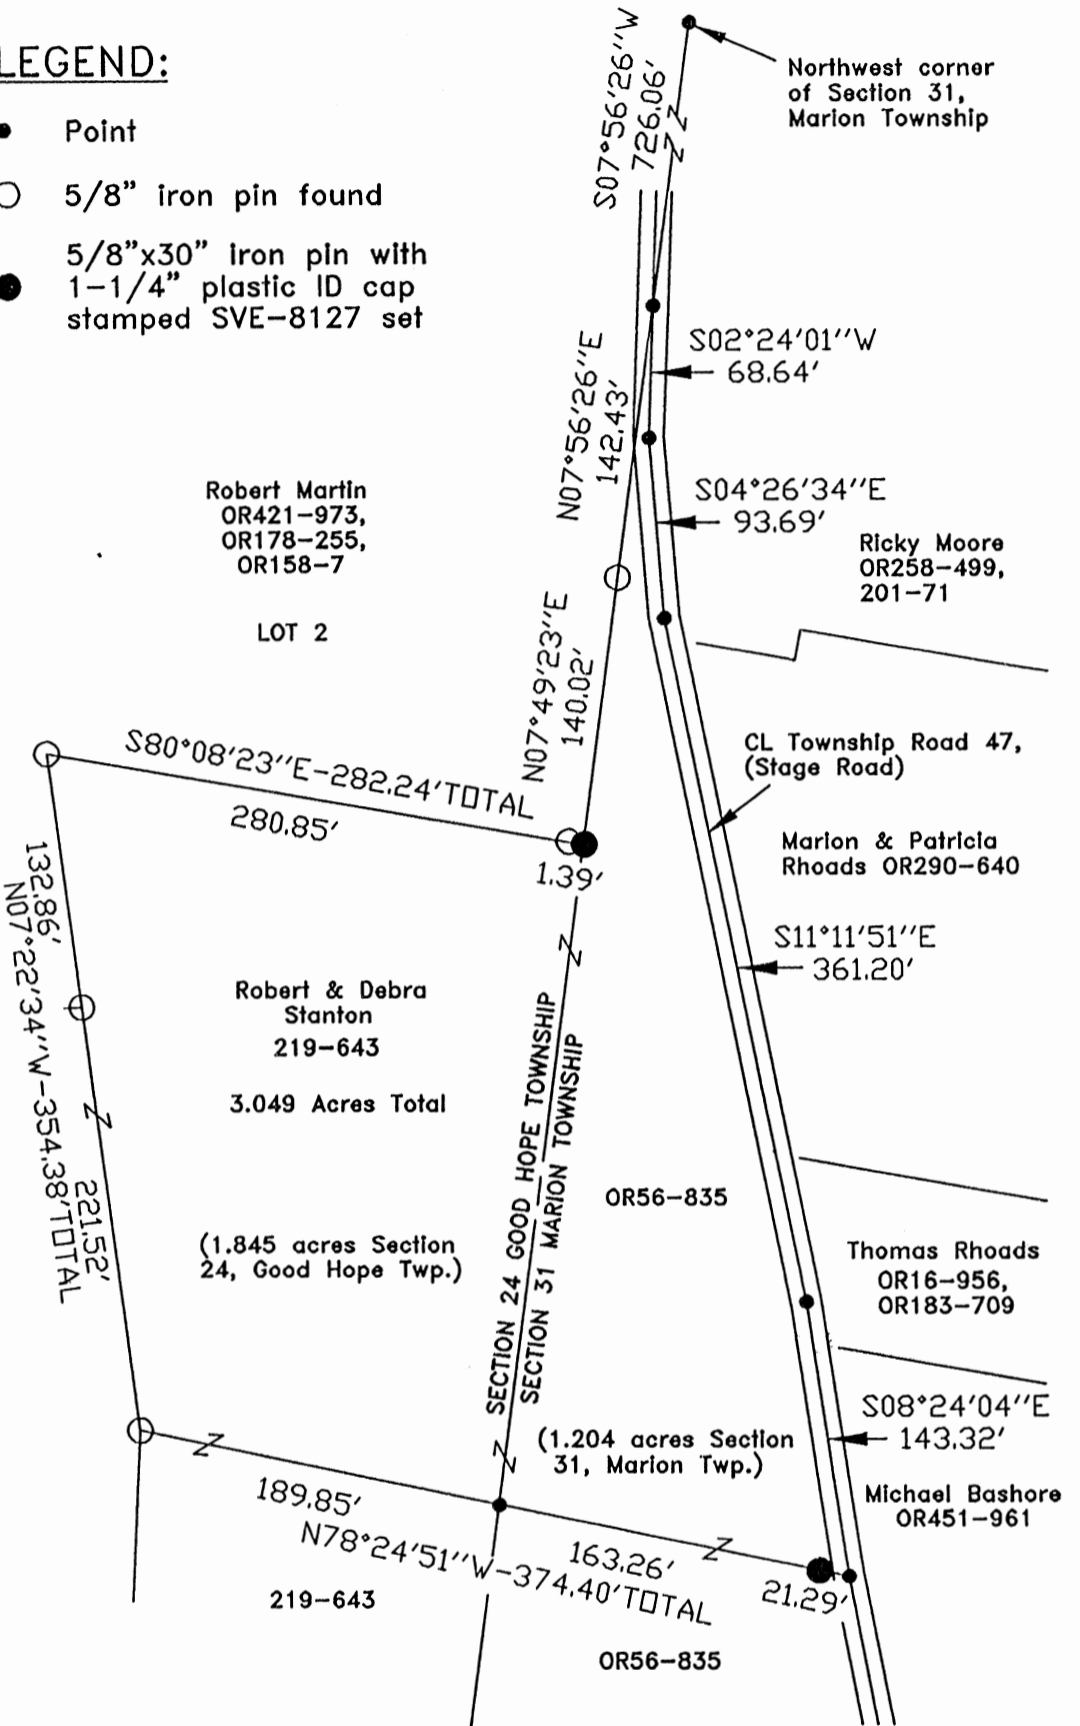 LEGEND:
Point
5/8" iron pin found
5/8"x30" iron pin with
1-1/4" plastic ID cap
stamped SVE-8127 set
S07°56'26"W
726.06'
Northwest corner
of Section 31,
Marion Township
S02°24'01"W
68.64'
N07°56'26"E
142.43'
S04°26'34"E
93.69'
Robert Martin
OR421-973,
OR178-255,
OR158-7
LOT 2
Ricky Moore
OR258-499,
201-71
N07°49'23"E
140.02'
S80°08'23"E-282.24'TOTAL
280.85'
1.39'
CL Township Road 47,
(Stage Road)
Marion & Patricia
Rhoads OR290-640
S11°11'51"E
361.20'
132.86'
N07°22'34"W-354.38'TOTAL
221.52'
Robert & Debra
Stanton
219-643
3.049 Acres Total
(1.845 acres Section
24, Good Hope Twp.)
SECTION 24 GOOD HOPE TOWNSHIP
SECTION 31 MARION TOWNSHIP
OR56-835
Thomas Rhoads
OR16-956,
OR183-709
S08°24'04"E
143.32'
(1.204 acres Section
31, Marion Twp.)
Michael Bashore
OR451-961
189.85'
N78°24'51"W-374.40'TOTAL
163.26'
21.29'
219-643
OR56-835